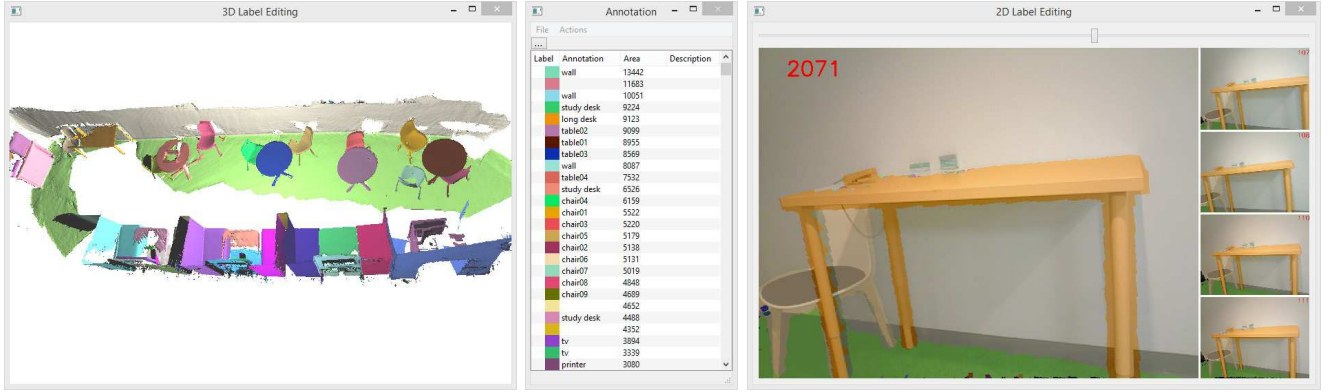 3D Label Editing
Annotation
File Actions
...
Label Annotation Area Description
wall 13442
11683
wall 10051
study desk 9224
long desk 9123
table02 9099
table01 8955
table03 8569
wall 8087
table04 7532
study desk 6526
chair04 6159
chair01 5522
chair03 5220
chair05 5179
chair02 5138
chair06 5131
chair07 5019
chair08 4848
chair09 4689
4652
study desk 4488
4352
tv 3894
tv 3339
printer 3080
2D Label Editing
2071